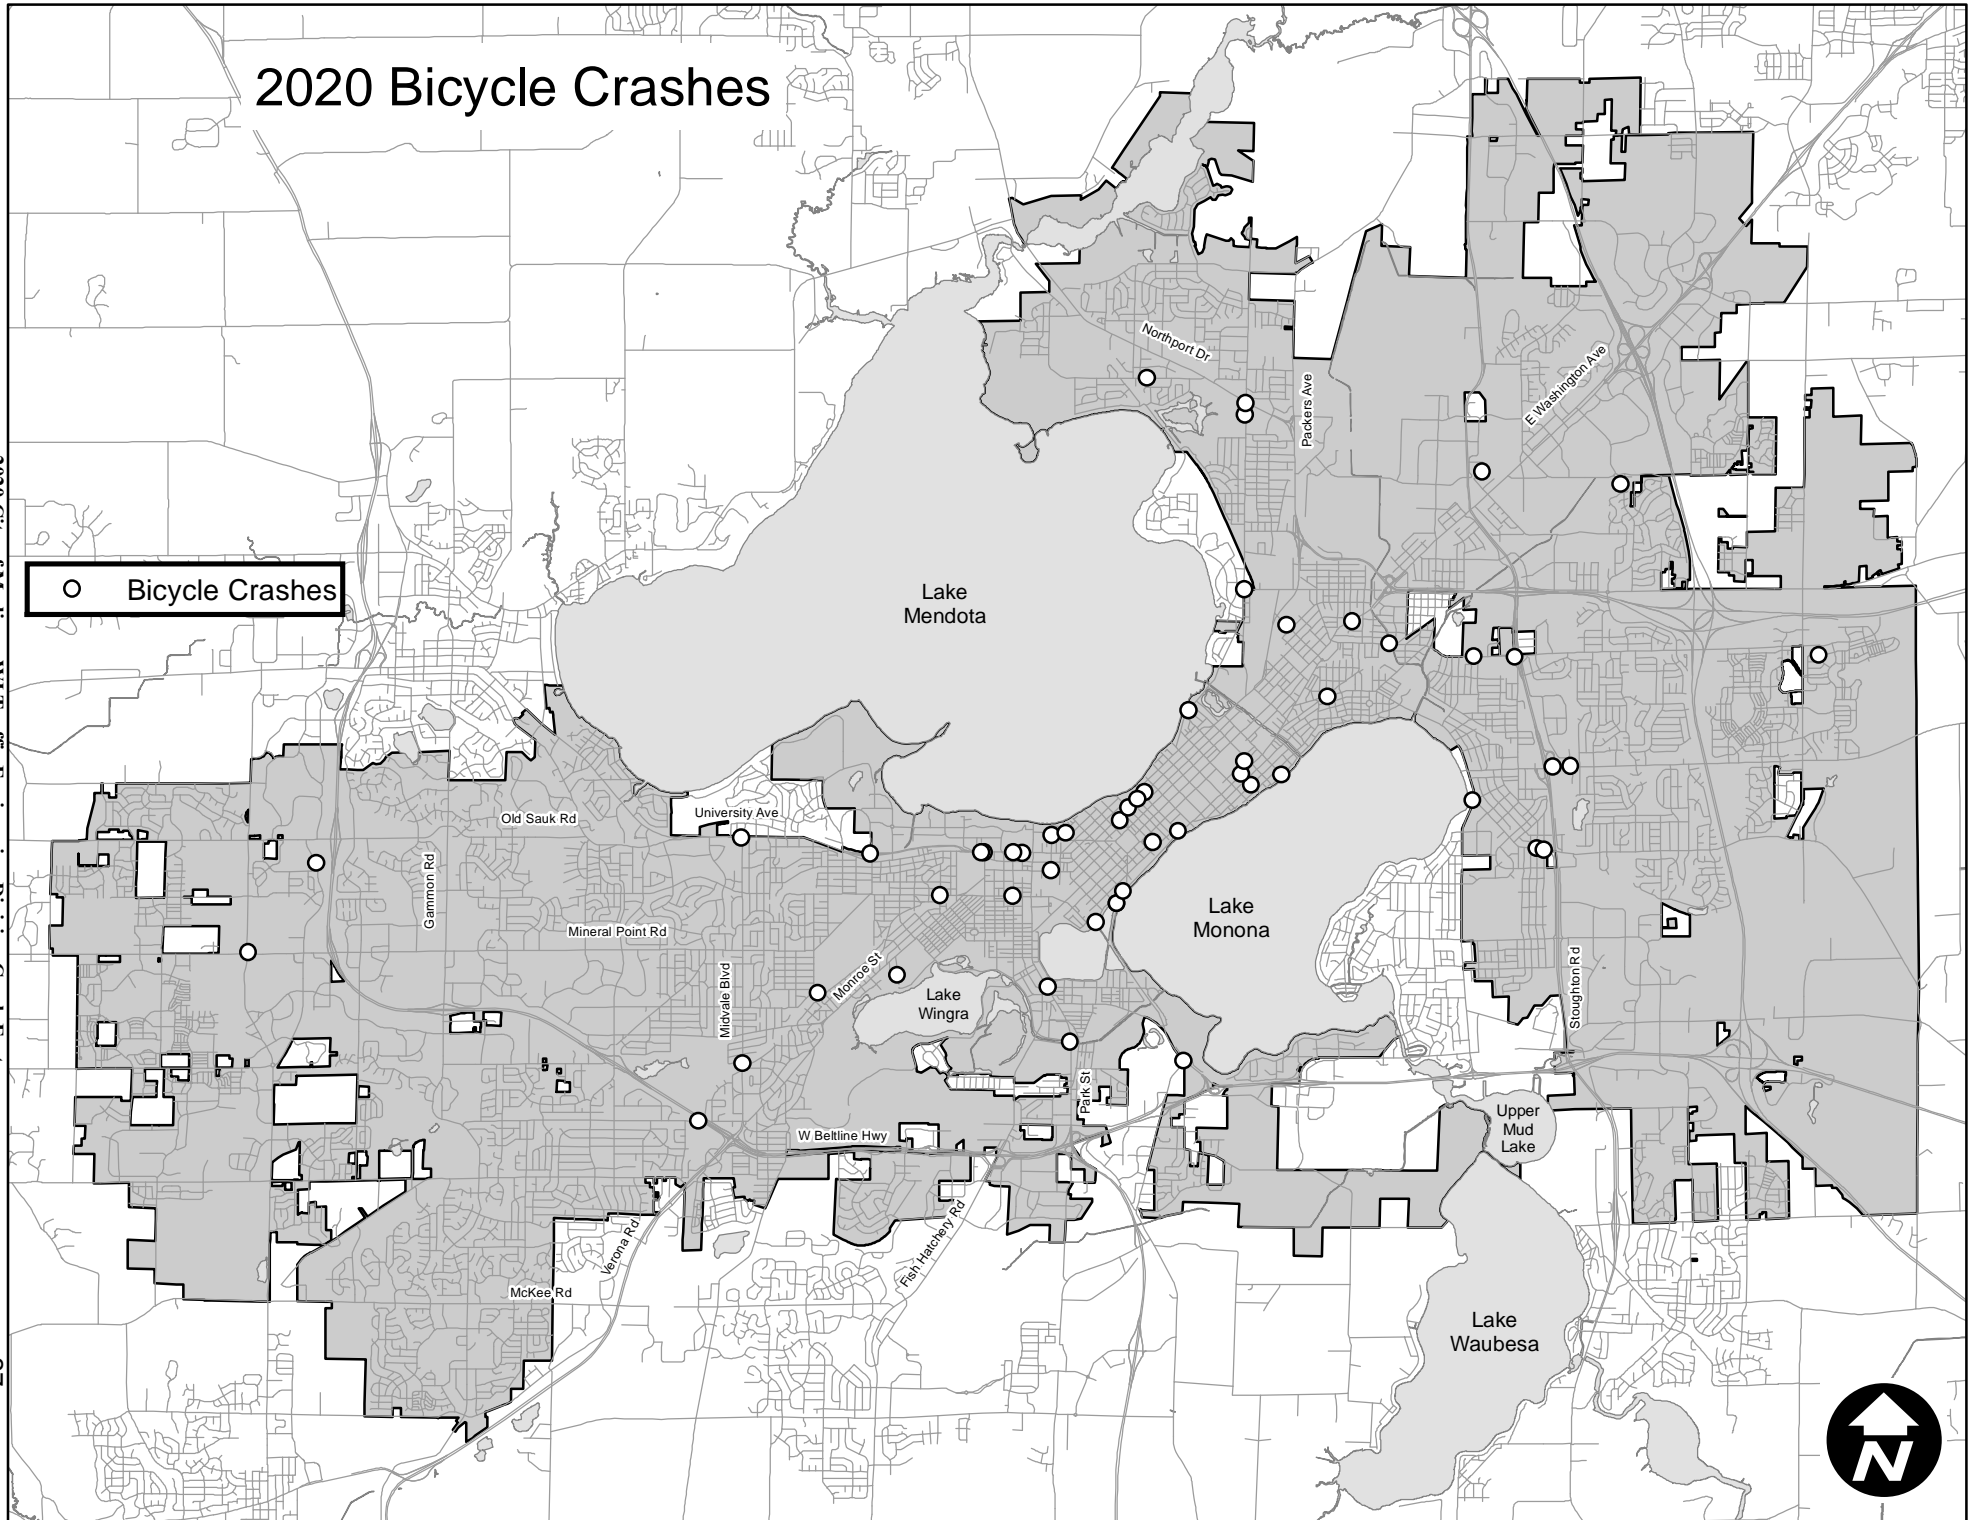 2020 Bicycle Crashes
Northport Dr
Packers Ave
E Washington Ave
Bicycle Crashes
Lake
Mendota
Old Sauk Rd
University Ave
Gammon Rd
Mineral Point Rd
Lake
Monona
Midvale Blvd
Monroe St
Lake
Wingra
Stoughton Rd
Park St
W Beltline Hwy
Upper
Mud
Lake
Verona Rd
Fish Hatchery Rd
McKee Rd
Lake
Waubesa
N